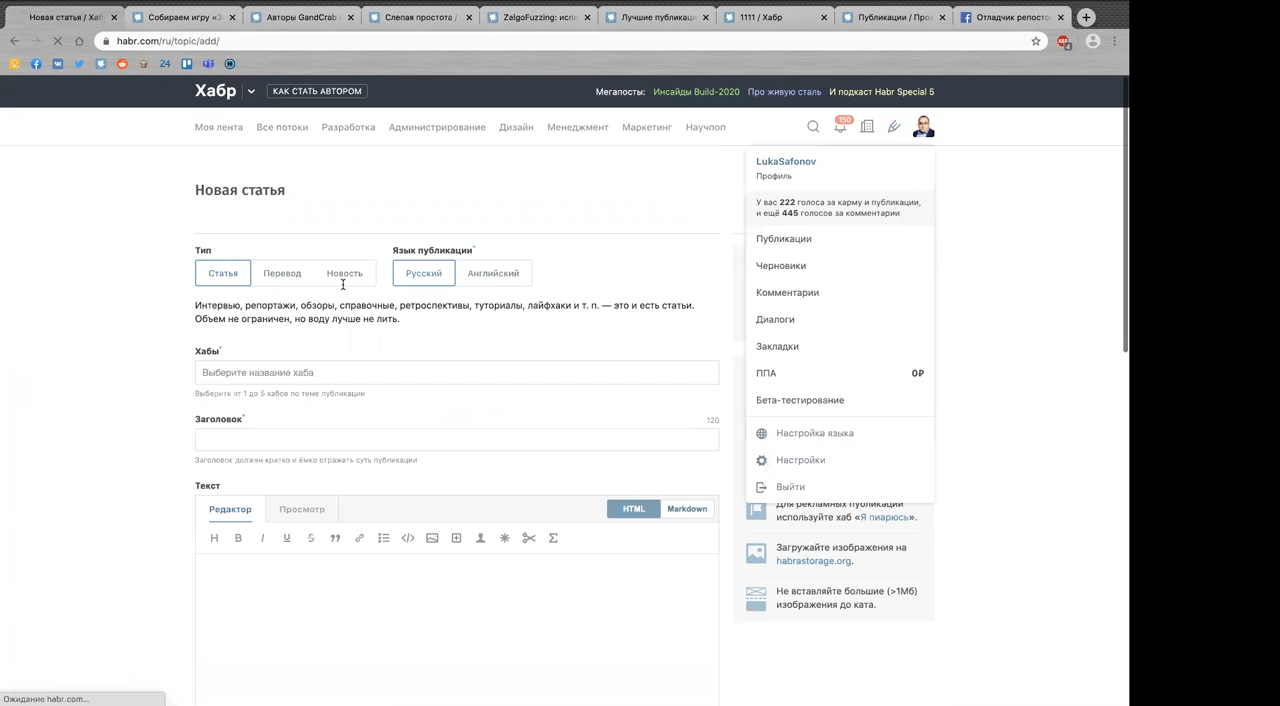 Новая статья / Хаб
Собираем игру «З
Авторы GandCrab
Слепая простота /
ZalgoFuzzing: исп
Лучшие публикаци
1111 / Хабр
Публикации / Про
Отладчик репосто
habr.com/ru/topic/add/
4
24
Хабр
КАК СТАТЬ АВТОРОМ
Мегапосты: Инсайды Build-2020 Про живую сталь И подкаст Habr Special 5
Моя лента Все потоки Разработка Администрирование Дизайн Менеджмент Маркетинг Научпоп
150
LukaSafonov
Профиль
У вас 222 голоса за карму и публикации,
и ещё 445 голосов за комментарии
Публикации
Черновики
Комментарии
Диалоги
Закладки
ППА 0₽
Бета-тестирование
Настройка языка
Настройки
Выйти
Новая статья
Тип
Статья Перевод Новость
Язык публикации*
Русский Английский
Интервью, репортажи, обзоры, справочные, ретроспективы, туториалы, лайфхаки и т. п. — это и есть статьи.
Объем не ограничен, но воду лучше не лить.
Хабы*
Выберите название хаба
Выберите от 1 до 5 хабов по теме публикации
Заголовок*
120
Заголовок должен кратко и ёмко отражать суть публикации
Текст
Редактор Просмотр HTML Markdown
H B I U S
Для рекламных публикаций
используйте хаб «Я пиарюсь».
Загружайте изображения на
habrastorage.org.
Не вставляйте большие (>1Мб)
изображения до ката.
Ожидание habr.com...